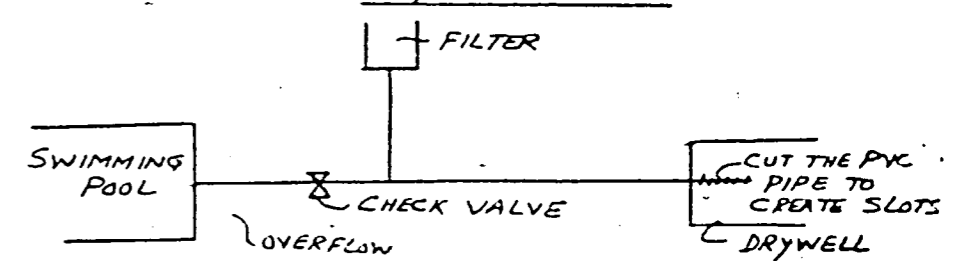 FILTER
SWIMMING
POOL
CHECK VALVE
OVERFLOW
CUT THE PVC
PIPE TO
CREATE SLOTS
DRYWELL